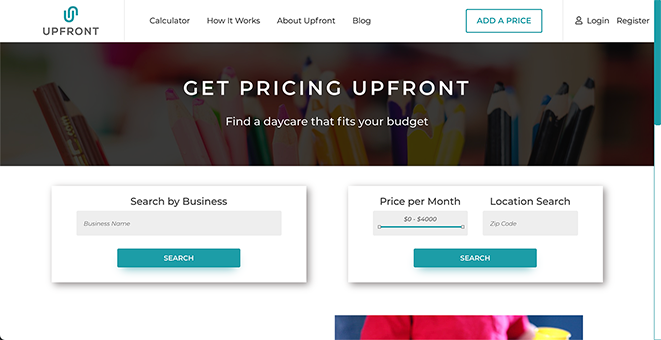 UPFRONT
Calculator How It Works About Upfront Blog
ADD A PRICE
Login Register
GET PRICING UPFRONT
Find a daycare that fits your budget
Search by Business
Business Name
SEARCH
Price per Month Location Search
$0 - $4000 Zip Code
SEARCH